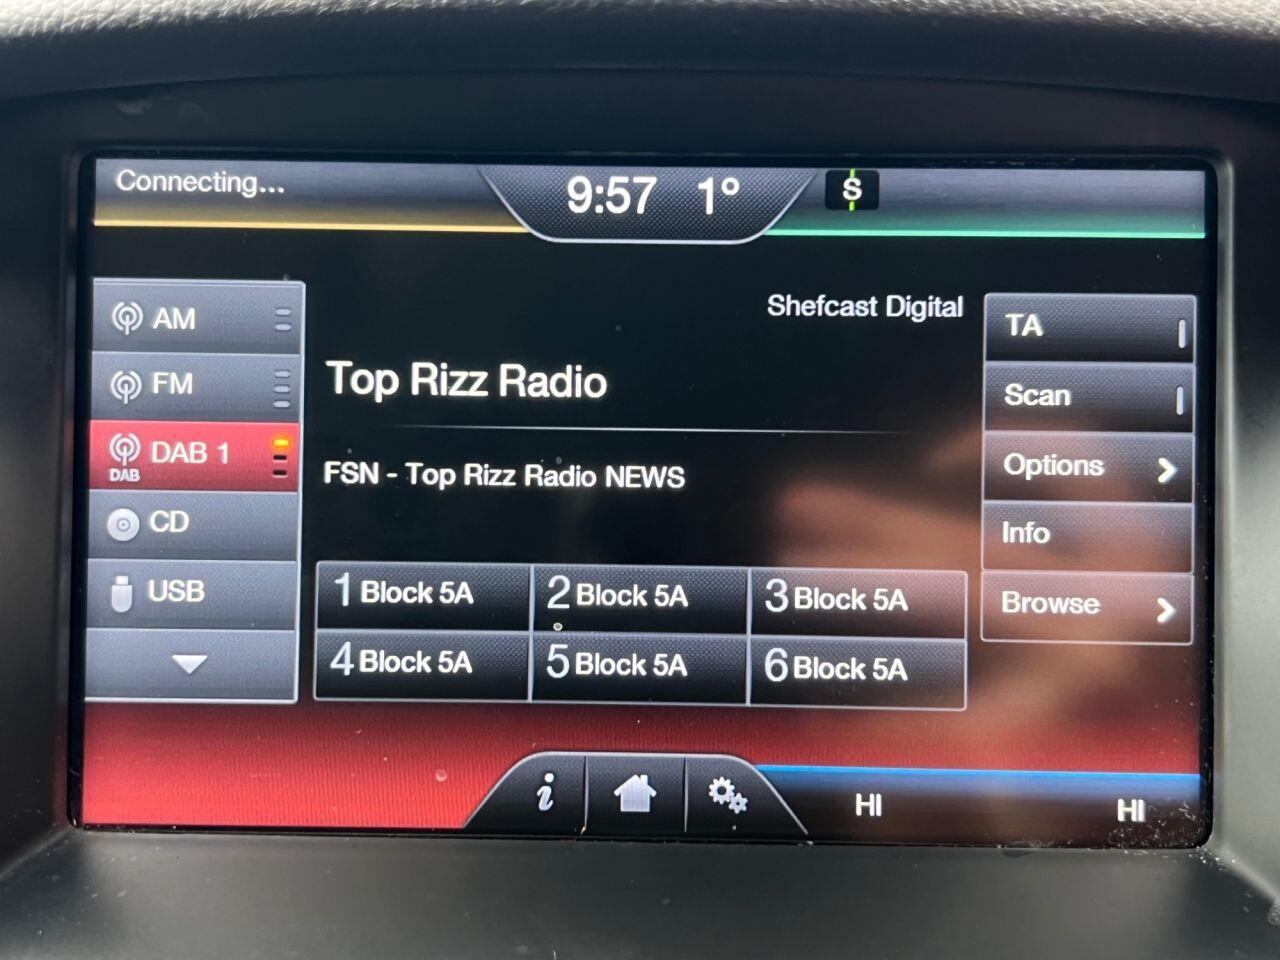 Connecting...
9:57 1°
S
AM
FM
DAB 1
DAB
CD
USB
Shefcast Digital
Top Rizz Radio
FSN - Top Rizz Radio NEWS
1 Block 5A
2 Block 5A
3 Block 5A
4 Block 5A
5 Block 5A
6 Block 5A
TA
Scan
Options
Info
Browse
i
HI
HI